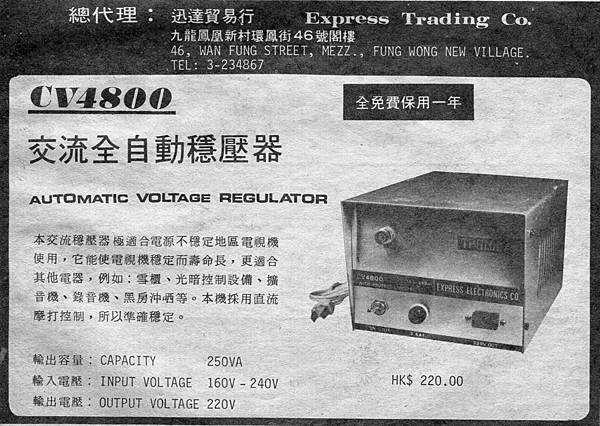 總代理： 迅達貿易行 Express Trading Co.
九龍鳳凰新村環鳳街46號閣樓
46, WAN FUNG STREET, MEZZ., FUNG WONG NEW VILLAGE.
TEL: 3-234867
CV4800
全免費保用一年
交流全自動穩壓器
AUTOMATIC VOLTAGE REGULATOR
本交流穩壓器極適合電源不穩定地區電視機
使用，它能使電視機穩定而壽命長，更適合
其他電器，例如：雪櫃、光暗控制設備、擴
音機、錄音機、黑房沖晒等。本機採用直流
摩打控制，所以準確穩定。
CV4800
EXPRESS ELECTRONICS CO.
輸出容量： CAPACITY 250VA
輸入電壓： INPUT VOLTAGE 160V－240V
輸出電壓： OUTPUT VOLTAGE 220V
HK$ 220.00